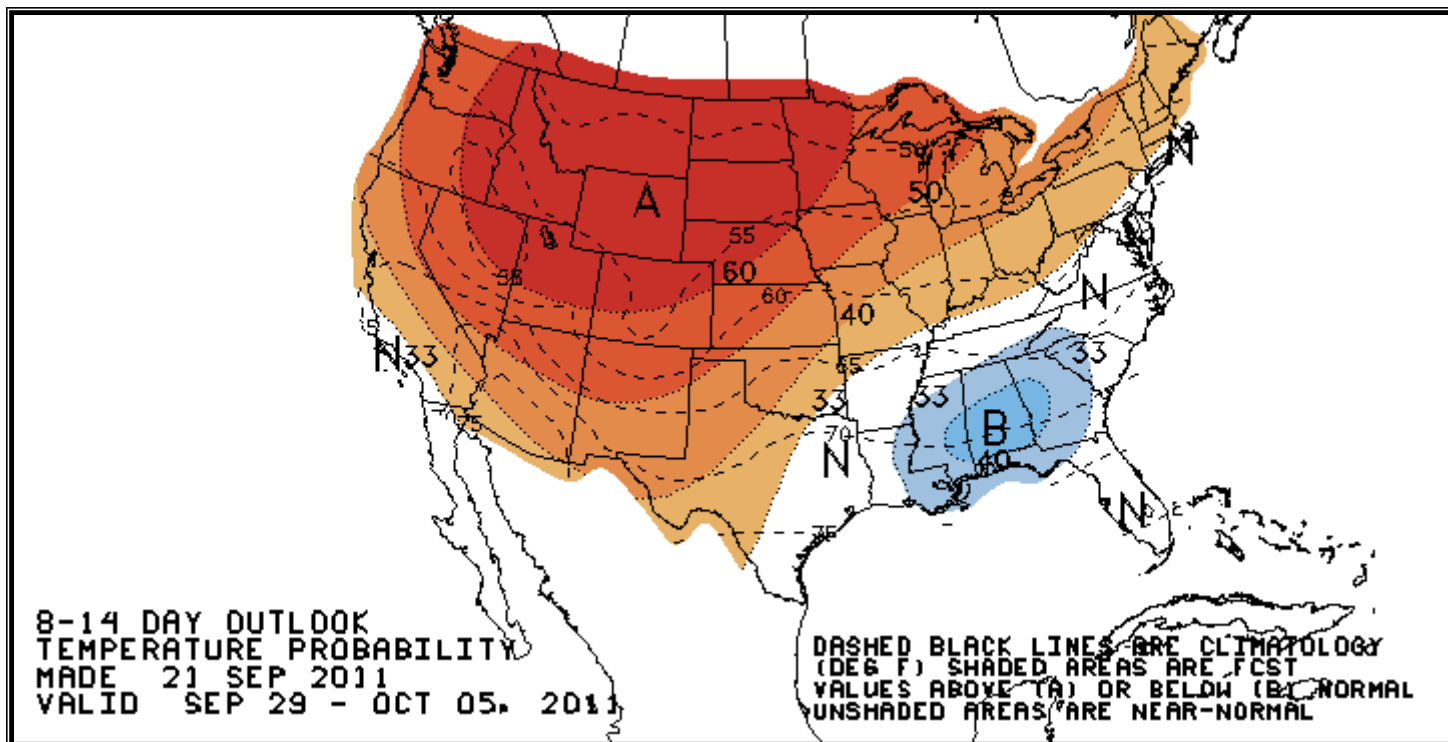 50
A
50
55
N
55
60
60
N
40
N
33
65
33
33
33
75
70
B
N
40
N
75
8-14 DAY OUTLOOK
TEMPERATURE PROBABILITY
MADE 21 SEP 2011
VALID SEP 29 - OCT 05, 2011
DASHED BLACK LINES ARE CLIMATOLOGY
(DEG F) SHADED AREAS ARE FCST
VALUES ABOVE (A) OR BELOW (B) NORMAL
UNSHADED AREAS ARE NEAR-NORMAL